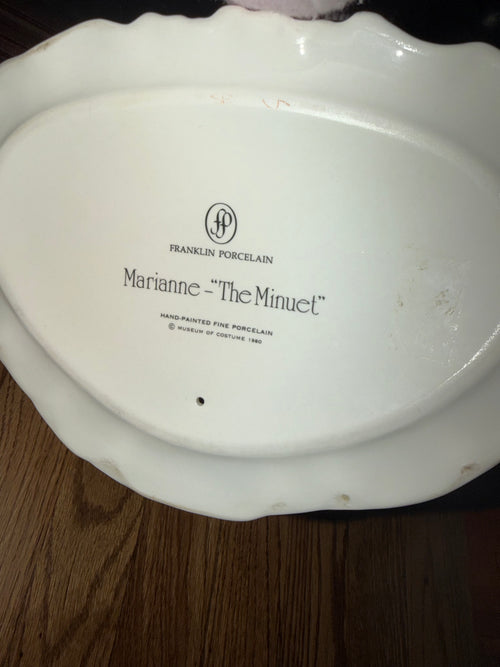 fp
FRANKLIN PORCELAIN
Marianne -"The Minuet"
HAND-PAINTED FINE PORCELAIN
© MUSEUM OF COSTUME 1980